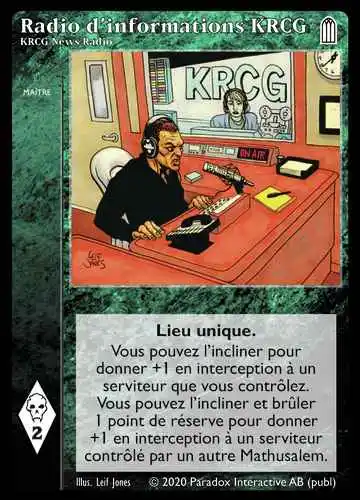 Radio d'informations KRCG
KRCG News Radio
MAÎTRE
KRCG
ON AIR
LEIF
JONES
Lieu unique.
Vous pouvez l'incliner pour
donner +1 en interception à un
serviteur que vous contrôlez.
Vous pouvez l'incliner et brûler
1 point de réserve pour donner
+1 en interception à un serviteur
contrôlé par un autre Mathusalem.
2
Illus. Leif Jones © 2020 Paradox Interactive AB (publ)